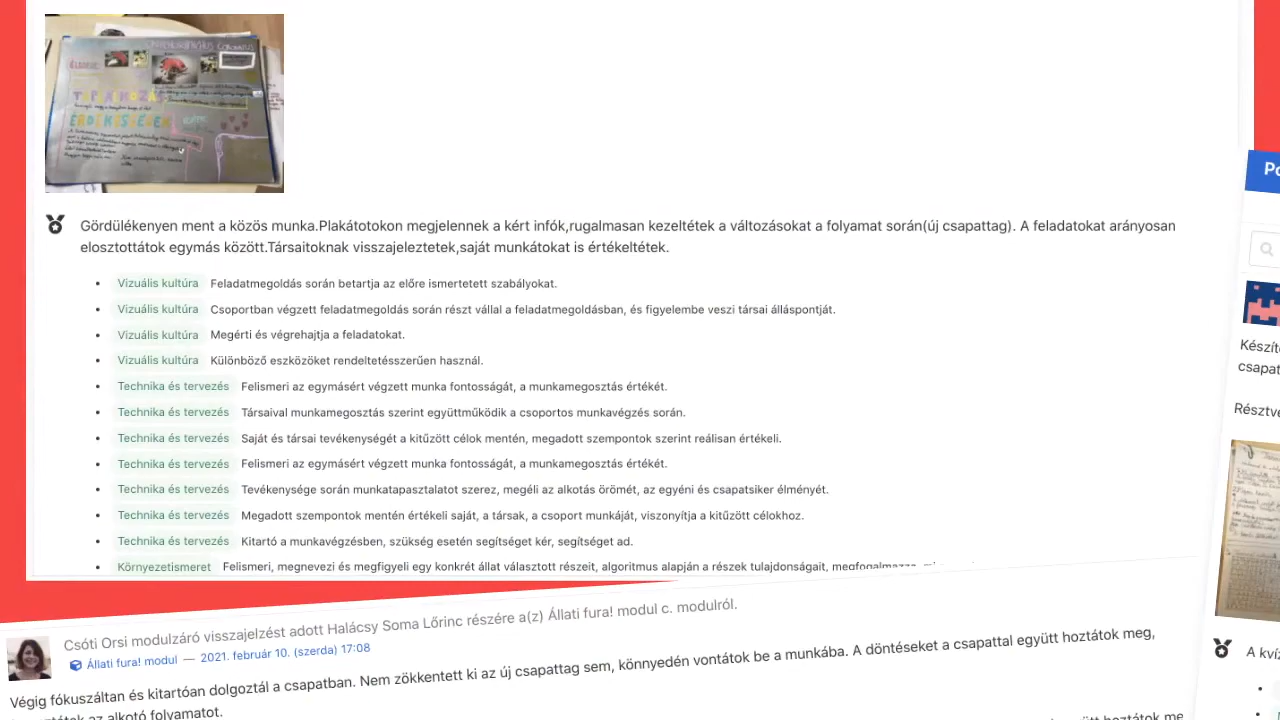 TÁPLÁLKOZÁS
ÉRDEKESSÉGEK
Gördülékenyen ment a közös munka.Plakátotokon megjelennek a kért infók,rugalmasan kezeltétek a változásokat a folyamat során(új csapattag). A feladatokat arányosan
elosztottátok egymás között.Társaitoknak visszajeleztetek,saját munkátokat is értékeltétek.
Vizuális kultúra Feladatmegoldás során betartja az előre ismertetett szabályokat.
Vizuális kultúra Csoportban végzett feladatmegoldás során részt vállal a feladatmegoldásban, és figyelembe veszi társai álláspontját.
Vizuális kultúra Megérti és végrehajtja a feladatokat.
Vizuális kultúra Különböző eszközöket rendeltetésszerűen használ.
Technika és tervezés Felismeri az egymásért végzett munka fontosságát, a munkamegosztás értékét.
Technika és tervezés Társaival munkamegosztás szerint együttműködik a csoportos munkavégzés során.
Technika és tervezés Saját és társai tevékenységét a kitűzött célok mentén, megadott szempontok szerint reálisan értékeli.
Technika és tervezés Felismeri az egymásért végzett munka fontosságát, a munkamegosztás értékét.
Technika és tervezés Tevékenysége során munkatapasztalatot szerez, megéli az alkotás örömét, az egyéni és csapatsiker élményét.
Technika és tervezés Megadott szempontok mentén értékeli saját, a társak, a csoport munkáját, viszonyítja a kitűzött célokhoz.
Technika és tervezés Kitartó a munkavégzésben, szükség esetén segítséget kér, segítséget ad.
Környezetismeret Felismeri, megnevezi és megfigyeli egy konkrét állat választott részeit, algoritmus alapján a részek tulajdonságait, megfogalmazza,
Csóti Orsi modulzáró visszajelzést adott Halácsy Soma Lőrinc részére a(z) Állati fura! modul c. modulról.
Állati fura! modul — 2021. február 10. (szerda) 17:08
Végig fókuszáltan és kitartóan dolgoztál a csapatban. Nem zökkentett ki az új csapattag sem, könnyedén vontátok be a munkába. A döntéseket a csapattal együtt hoztátok meg,
az alkotó folyamatot.
együtt hoztátok me
Po
Készít
csapat
Résztve
A kvíz